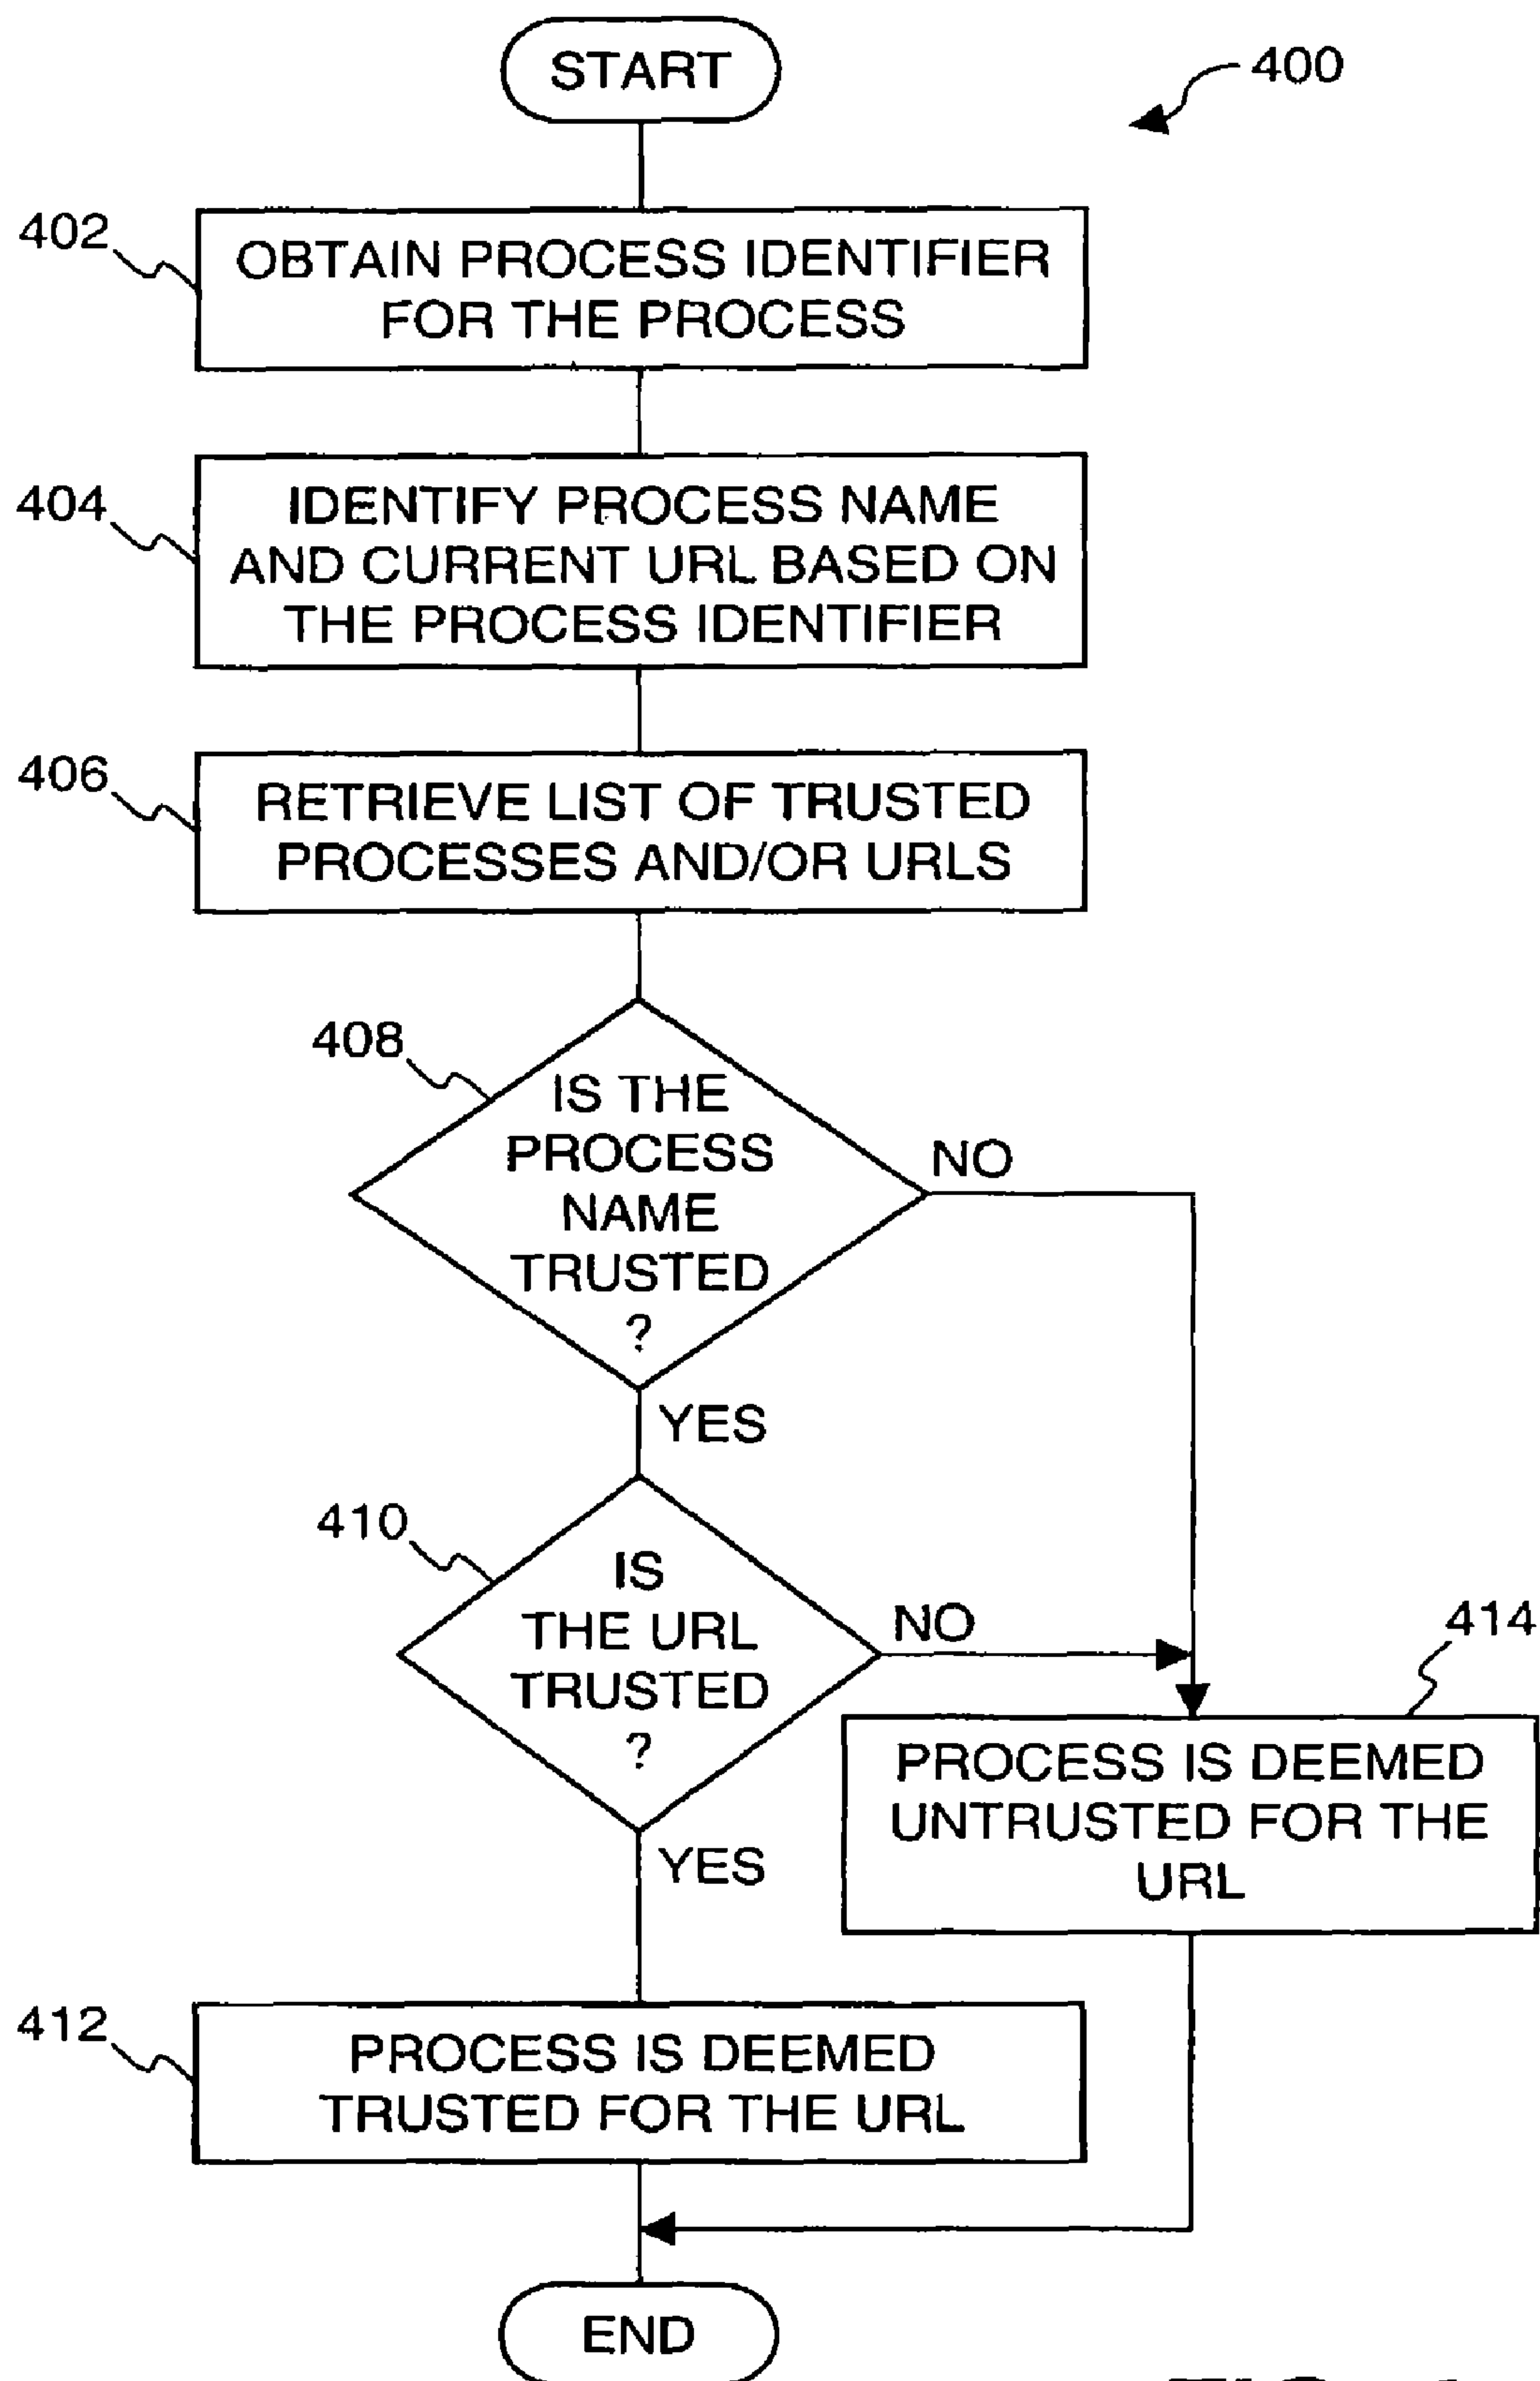 START
400
402
OBTAIN PROCESS IDENTIFIER
FOR THE PROCESS
404
IDENTIFY PROCESS NAME
AND CURRENT URL BASED ON
THE PROCESS IDENTIFIER
406
RETRIEVE LIST OF TRUSTED
PROCESSES AND/OR URLS
408
IS THE
PROCESS
NAME
TRUSTED
?
NO
YES
410
IS
THE URL
TRUSTED
?
NO
414
PROCESS IS DEEMED
UNTRUSTED FOR THE
URL
YES
412
PROCESS IS DEEMED
TRUSTED FOR THE URL
END